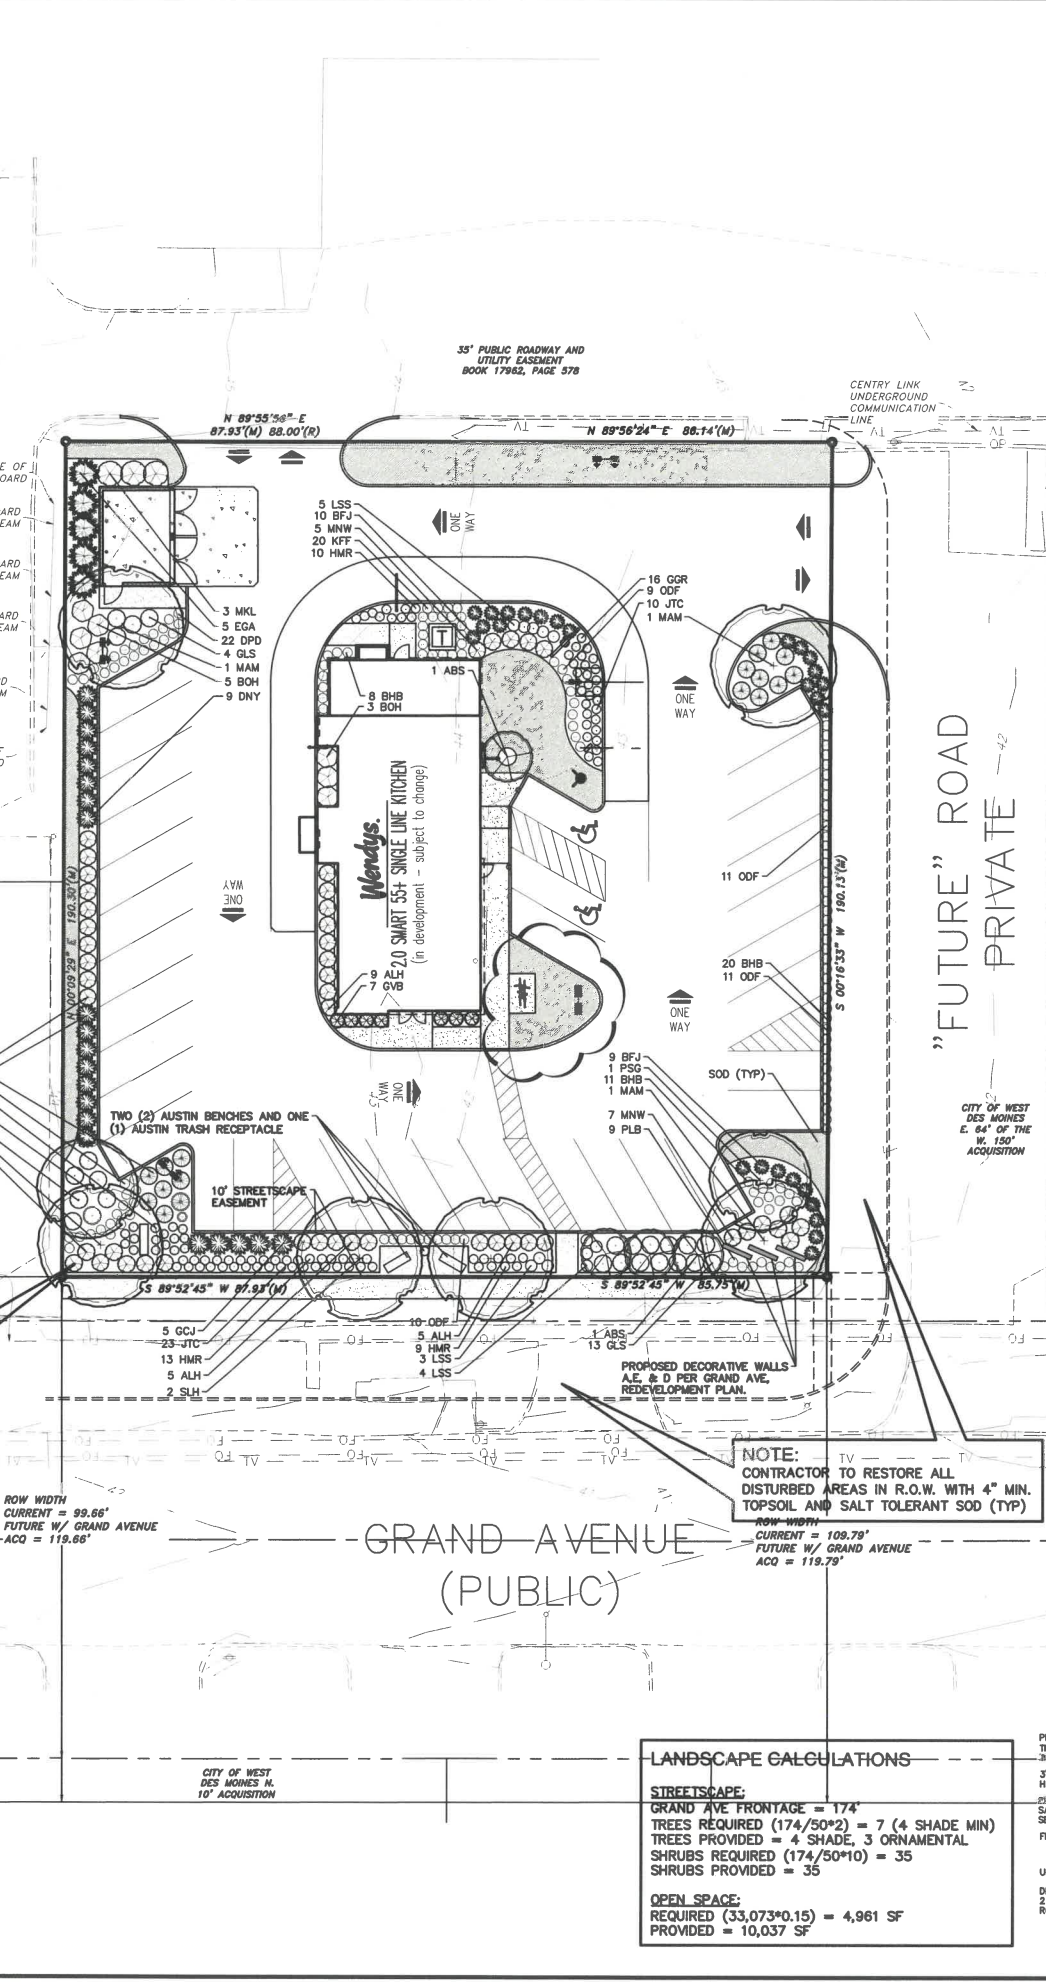 35' PUBLIC ROADWAY AND
UTILITY EASEMENT
BOOK 17962, PAGE 578
CENTRY LINK
UNDERGROUND
COMMUNICATION
LINE
N 89°55'56" E
87.93'(M) 88.00'(R)
N 89°56'24" E 86.14'(M)
5 LSS
10 BFJ
5 MNW
20 KFF
10 HMR
ONE
WAY
16 GGR
9 ODF
10 JTC
1 MAM
3 MKL
5 EGA
22 DPD
4 GLS
1 MAM
5 BOH
9 DNY
T
1 ABS
8 BHB
3 BOH
ONE
WAY
Wendy's.
2.0 SMART 55+ SINGLE LINE KITCHEN
(in development - subject to change)
ONE
WAY
N 00°09'29" E 190.30'(M)
11 ODF
S 00°16'33" W 190.13'(M)
"FUTURE" ROAD
PRIVATE
42
20 BHB
11 ODF
9 ALH
7 GVB
ONE
WAY
ONE
WAY
9 BFJ
1 PSG
11 BHB
1 MAM
7 MNW
9 PLB
SOD (TYP)
CITY OF WEST
DES MOINES
E. 64' OF THE
W. 150'
ACQUISITION
TWO (2) AUSTIN BENCHES AND ONE
(1) AUSTIN TRASH RECEPTACLE
10' STREETSCAPE
EASEMENT
S 89°52'45" W 87.93'(M)
S 89°52'45" W 85.75'(M)
5 GCJ
23 JTC
13 HMR
5 ALH
2 SLH
10 ODF
5 ALH
9 HMR
3 LSS
4 LSS
1 ABS
13 GLS
PROPOSED DECORATIVE WALLS
A,E, & D PER GRAND AVE,
REDEVELOPMENT PLAN.
NOTE:
CONTRACTOR TO RESTORE ALL
DISTURBED AREAS IN R.O.W. WITH 4" MIN.
TOPSOIL AND SALT TOLERANT SOD (TYP)
ROW WIDTH
CURRENT = 99.66'
FUTURE W/ GRAND AVENUE
ACQ = 119.66'
ROW WIDTH
CURRENT = 109.79'
FUTURE W/ GRAND AVENUE
ACQ = 119.79'
GRAND AVENUE
(PUBLIC)
CITY OF WEST
DES MOINES N.
10' ACQUISITION
LANDSCAPE CALCULATIONS
STREETSCAPE:
GRAND AVE FRONTAGE = 174'
TREES REQUIRED (174/50*2) = 7 (4 SHADE MIN)
TREES PROVIDED = 4 SHADE, 3 ORNAMENTAL
SHRUBS REQUIRED (174/50*10) = 35
SHRUBS PROVIDED = 35
OPEN SPACE:
REQUIRED (33,073*0.15) = 4,961 SF
PROVIDED = 10,037 SF